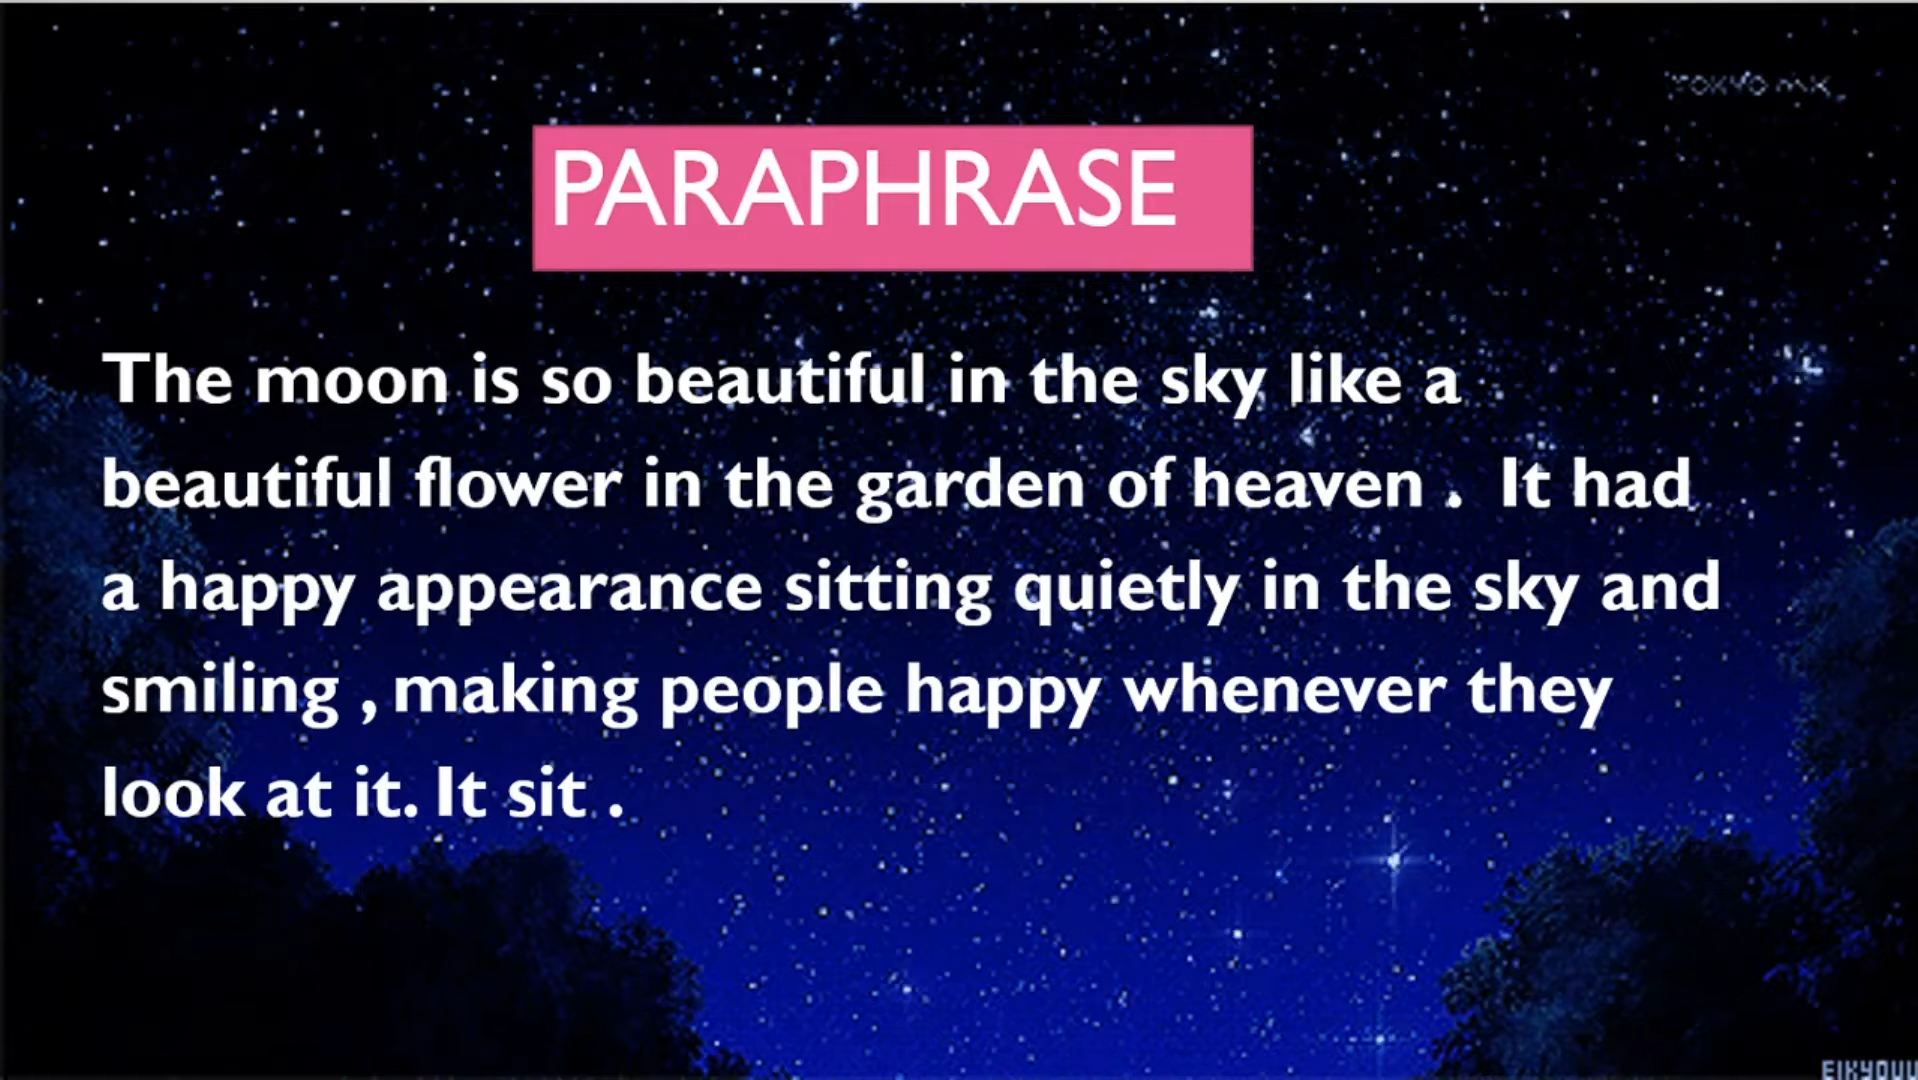 PARAPHRASE
The moon is so beautiful in the sky like a
beautiful flower in the garden of heaven . It had
a happy appearance sitting quietly in the sky and
smiling , making people happy whenever they
look at it. It sit .